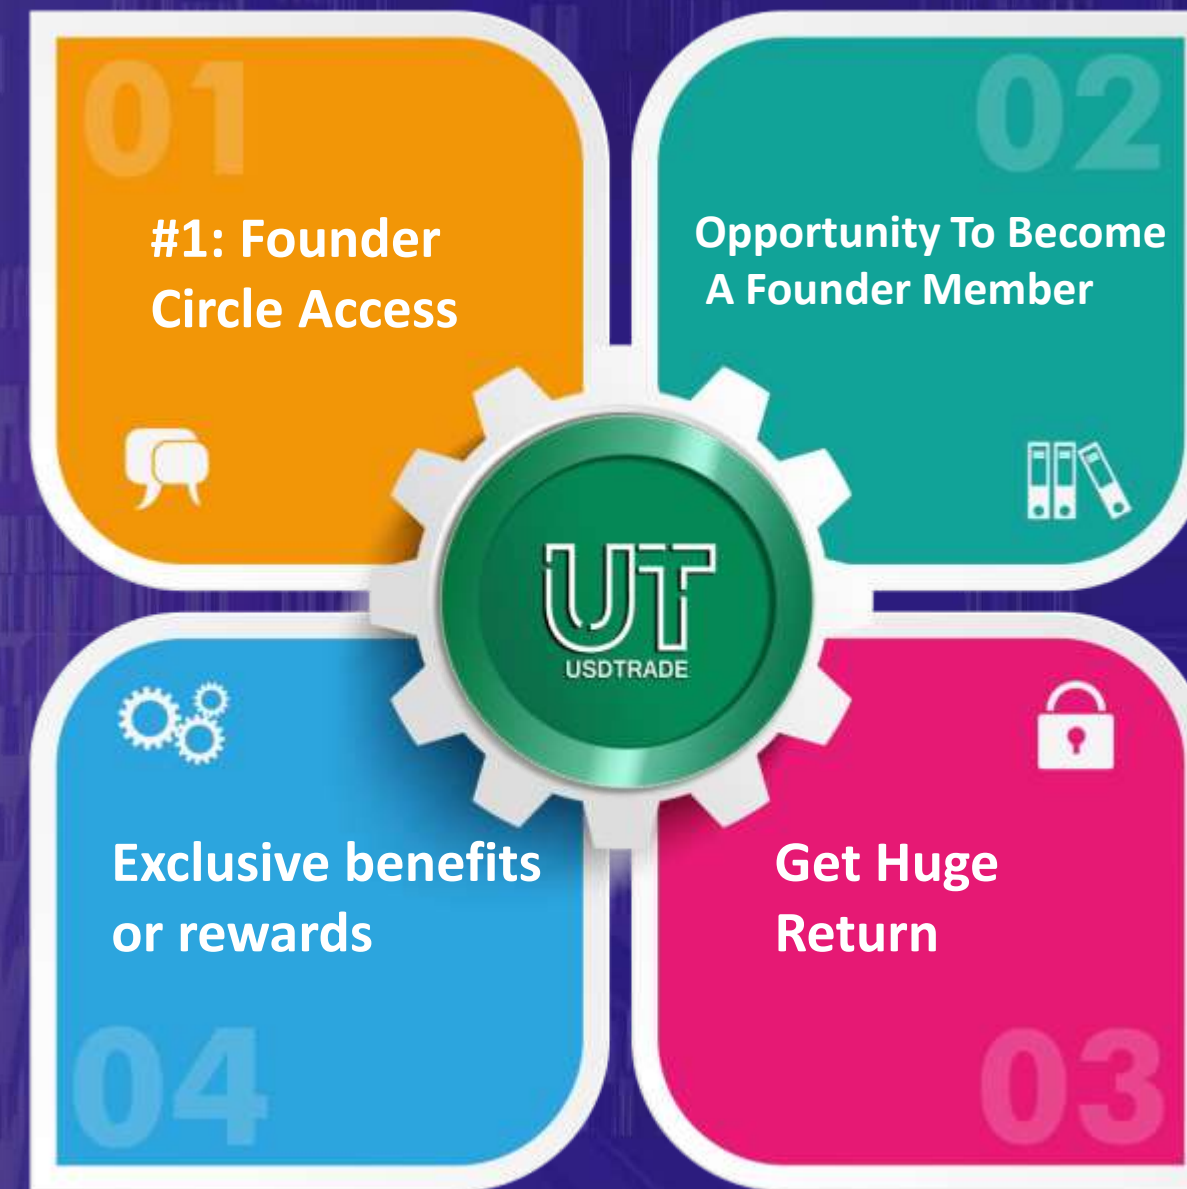 01
#1: Founder
Circle Access
02
Opportunity To Become
A Founder Member
UT
USDTRADE
Exclusive benefits
or rewards
04
Get Huge
Return
03